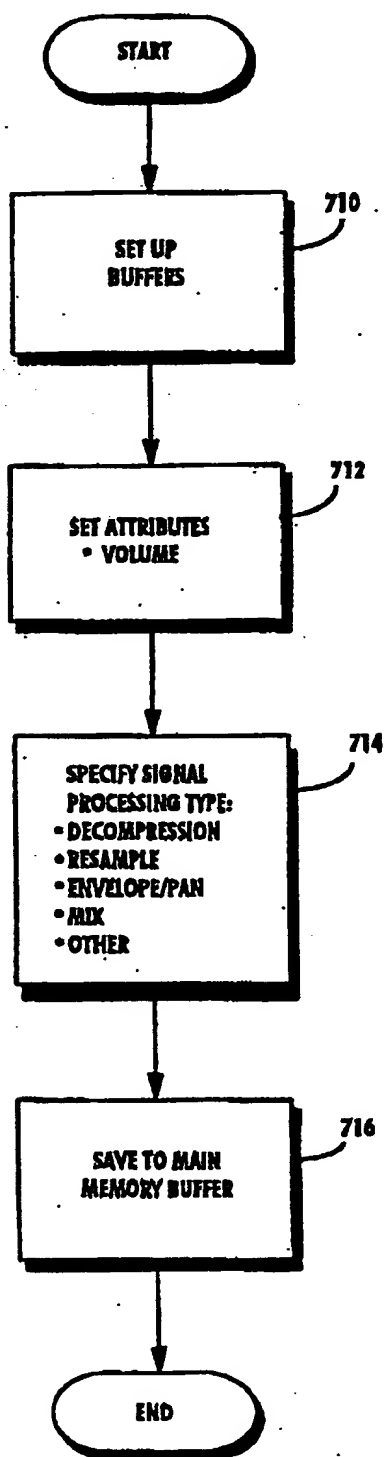 START
710
SET UP
BUFFERS
712
SET ATTRIBUTES
• VOLUME
714
SPECIFY SIGNAL
PROCESSING TYPE:
• DECOMPRESSION
• RESAMPLE
• ENVELOPE/PAN
• MIX
• OTHER
716
SAVE TO MAIN
MEMORY BUFFER
END